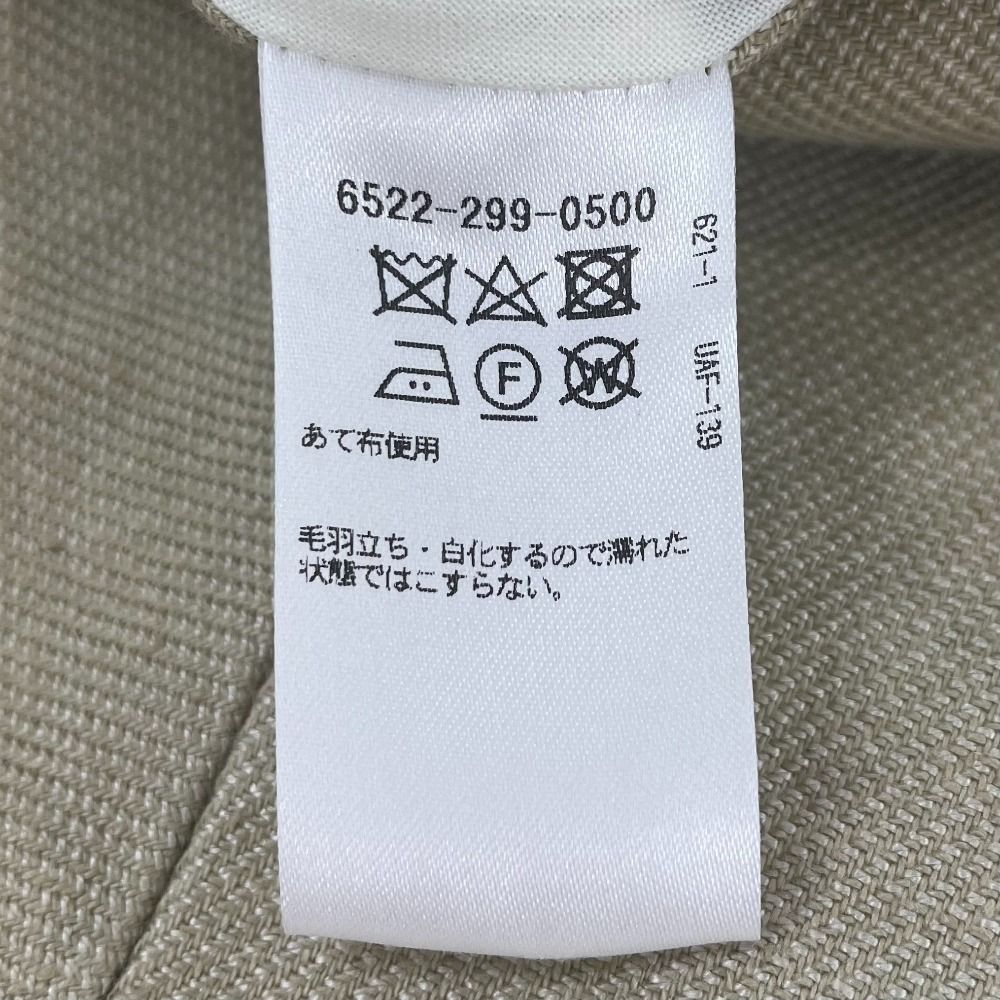 6522-299-0500
F
W
あて布使用
毛羽立ち・白化するので濡れた
状態ではこすらない。
621-1 UAF-139